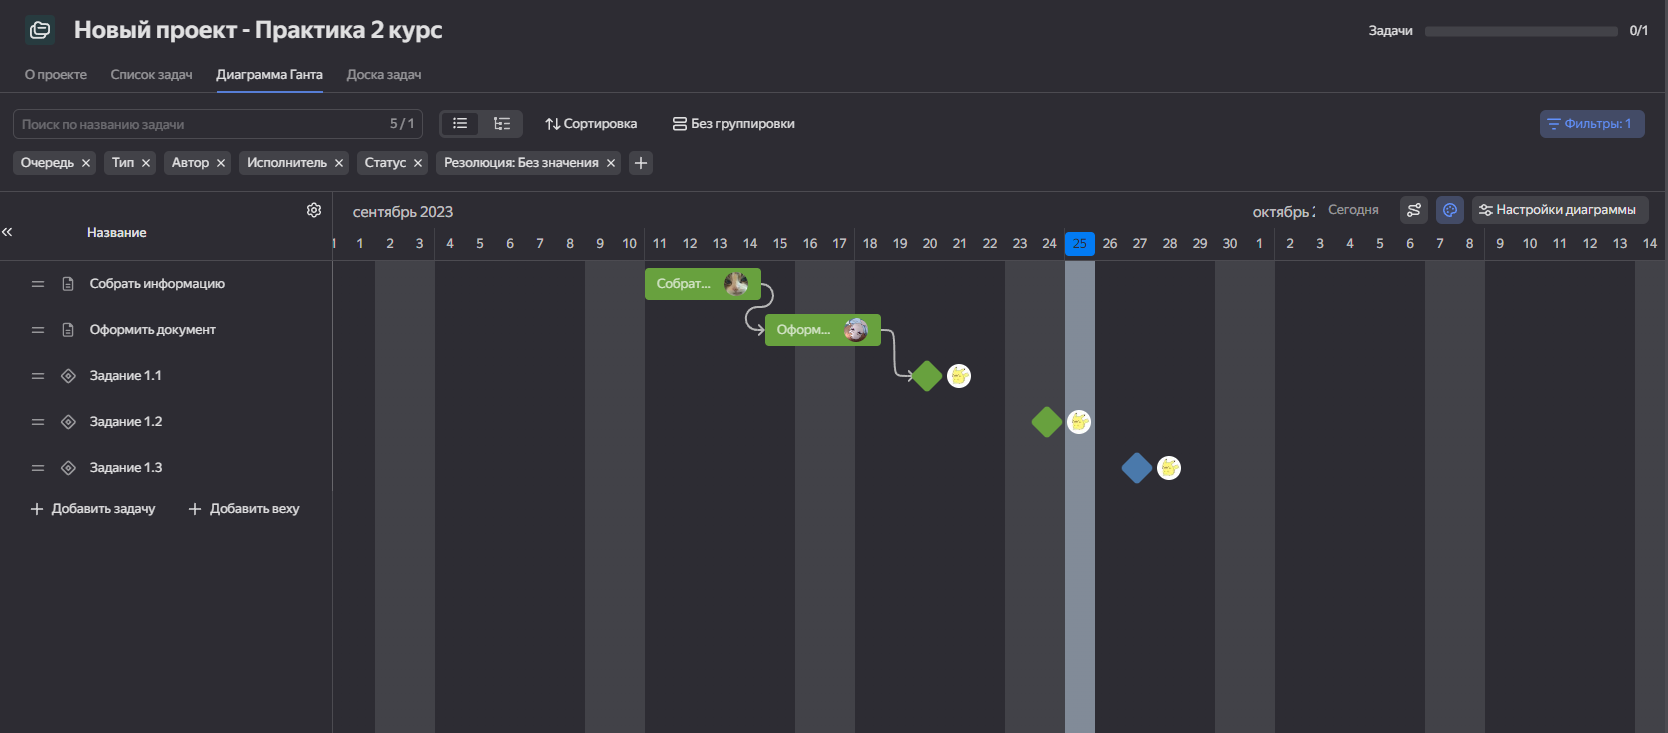 Новый проект - Практика 2 курс
Задачи 0/1
О проекте Список задач Диаграмма Ганта Доска задач
Поиск по названию задачи 5 / 1 Сортировка Без группировки Фильтры: 1
Очередь × Тип × Автор × Исполнитель × Статус × Резолюция: Без значения × +
сентябрь 2023 октябрь Сегодня Настройки диаграммы
Название
1 2 3 4 5 6 7 8 9 10 11 12 13 14 15 16 17 18 19 20 21 22 23 24 25 26 27 28 29 30 1 2 3 4 5 6 7 8 9 10 11 12 13 14
Собрать информацию Собрат...
Оформить документ Оформ...
Задание 1.1
Задание 1.2
Задание 1.3
+ Добавить задачу + Добавить веху